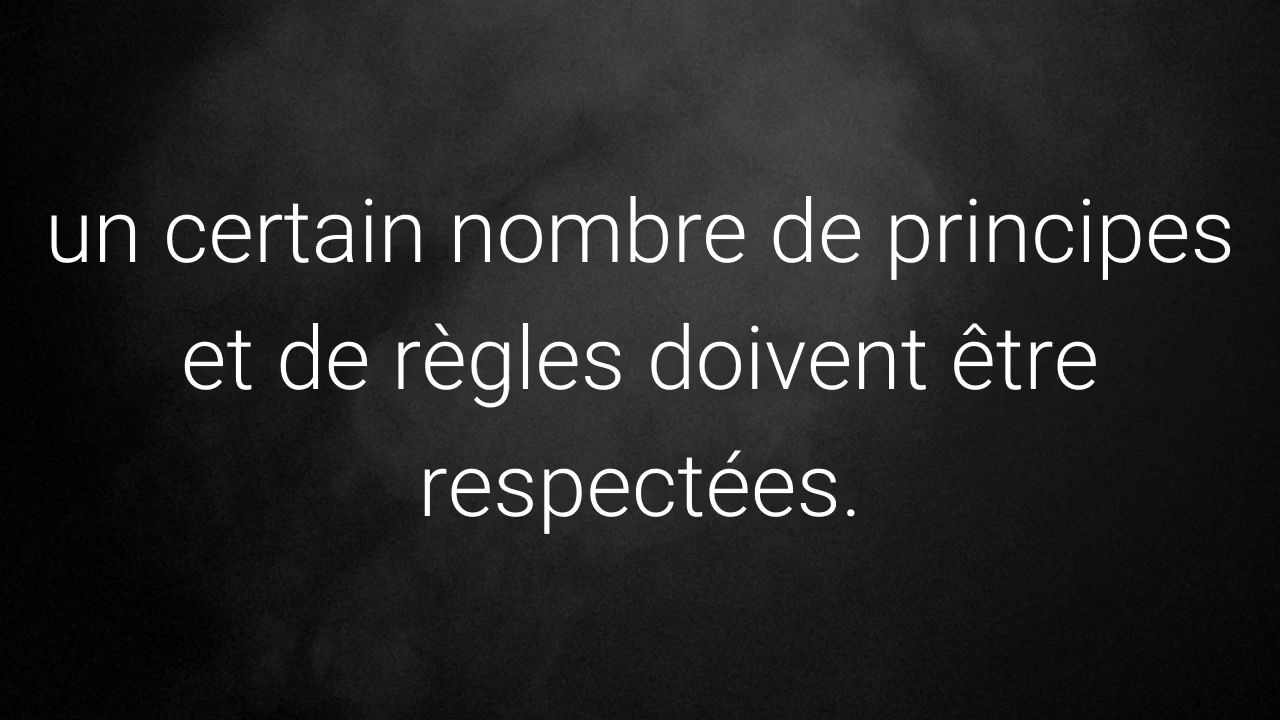 un certain nombre de principes
et de règles doivent être
respectées.